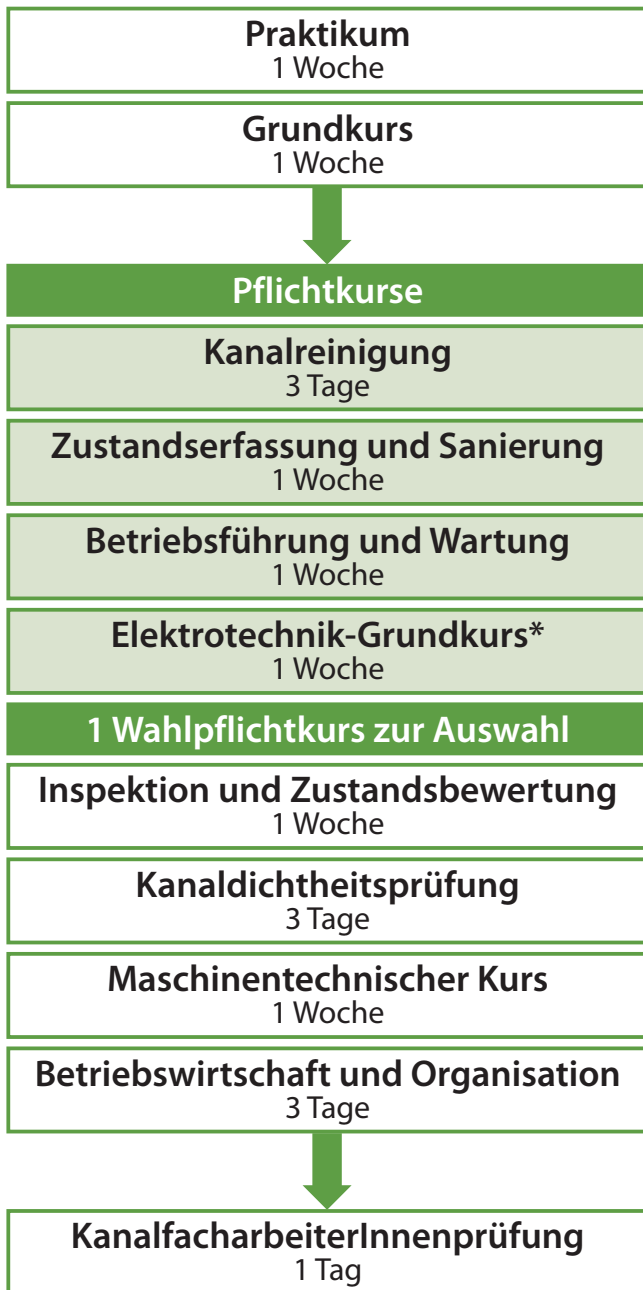 Praktikum
1 Woche
Grundkurs
1 Woche
Pflichtkurse
Kanalreinigung
3 Tage
Zustandserfassung und Sanierung
1 Woche
Betriebsführung und Wartung
1 Woche
Elektrotechnik-Grundkurs*
1 Woche
1 Wahlpflichtkurs zur Auswahl
Inspektion und Zustandsbewertung
1 Woche
Kanaldichtheitsprüfung
3 Tage
Maschinentechnischer Kurs
1 Woche
Betriebswirtschaft und Organisation
3 Tage
KanalfacharbeiterInnenprüfung
1 Tag